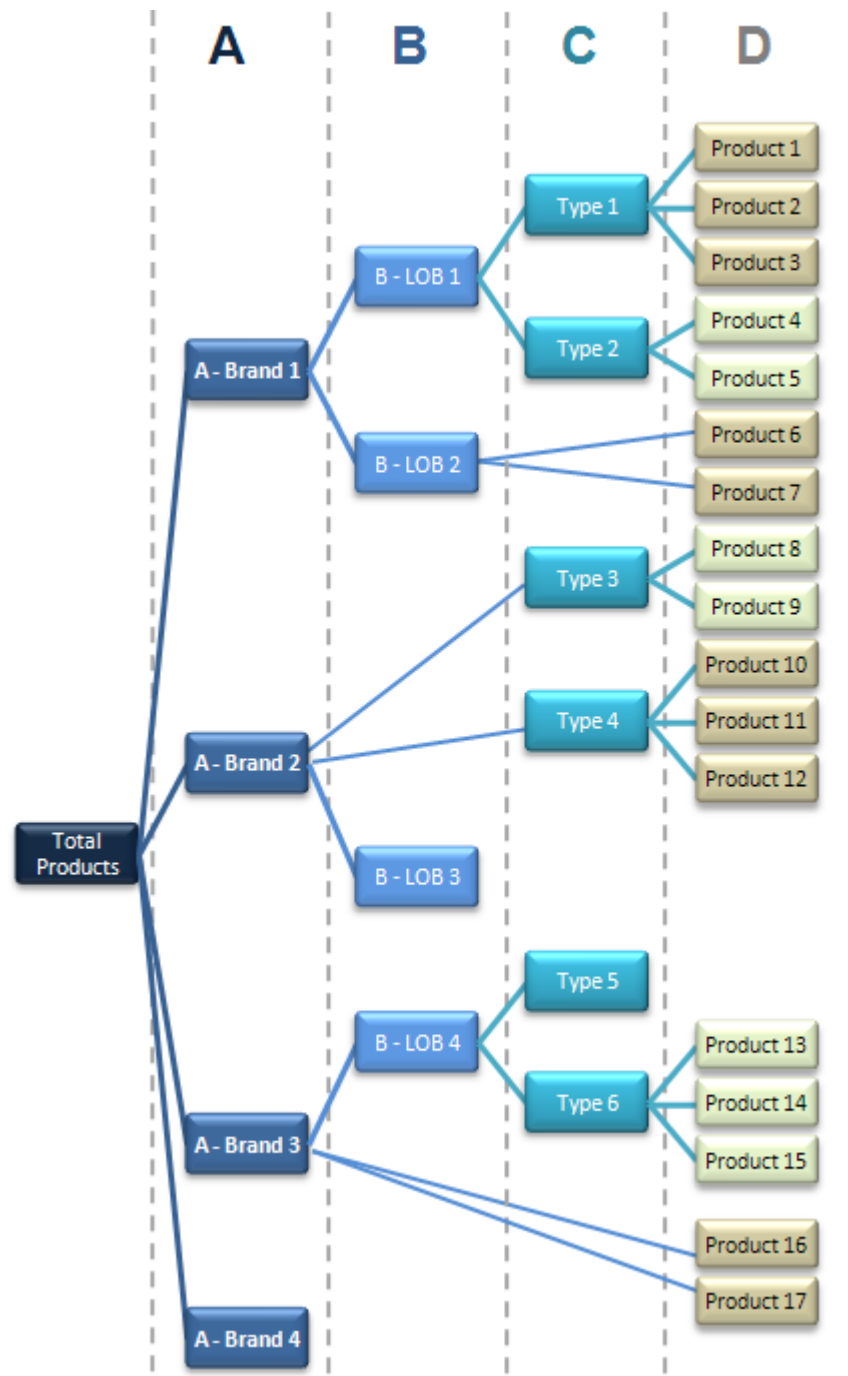 A
B
C
D
Product 1
Type 1
Product 2
Product 3
B - LOB 1
Product 4
Type 2
A - Brand 1
Product 5
Product 6
B - LOB 2
Product 7
Product 8
Type 3
Product 9
Product 10
Type 4
Product 11
A - Brand 2
Product 12
Total
Products
B - LOB 3
Type 5
B - LOB 4
Product 13
Type 6
Product 14
A - Brand 3
Product 15
Product 16
Product 17
A - Brand 4